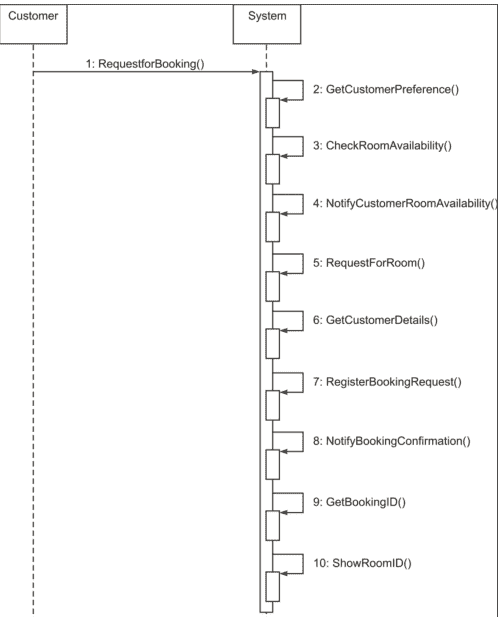 Customer
System
1: RequestforBooking()
2: GetCustomerPreference()
3: CheckRoomAvailability()
4: NotifyCustomerRoomAvailability()
5: RequestForRoom()
6: GetCustomerDetails()
7: RegisterBookingRequest()
8: NotifyBookingConfirmation()
9: GetBookingID()
10: ShowRoomID()